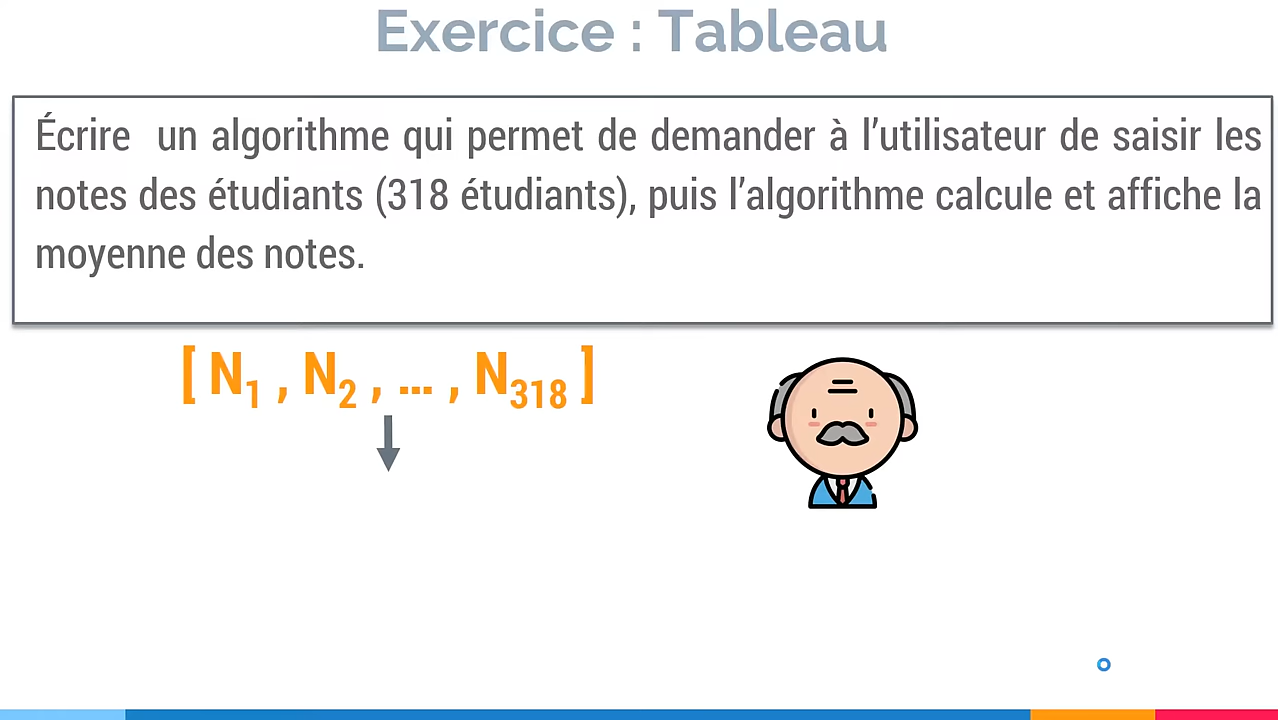 Exercice : Tableau
Écrire un algorithme qui permet de demander à l’utilisateur de saisir les
notes des étudiants (318 étudiants), puis l’algorithme calcule et affiche la
moyenne des notes.
[ N₁ , N₂ , ... , N₃₁₈ ]